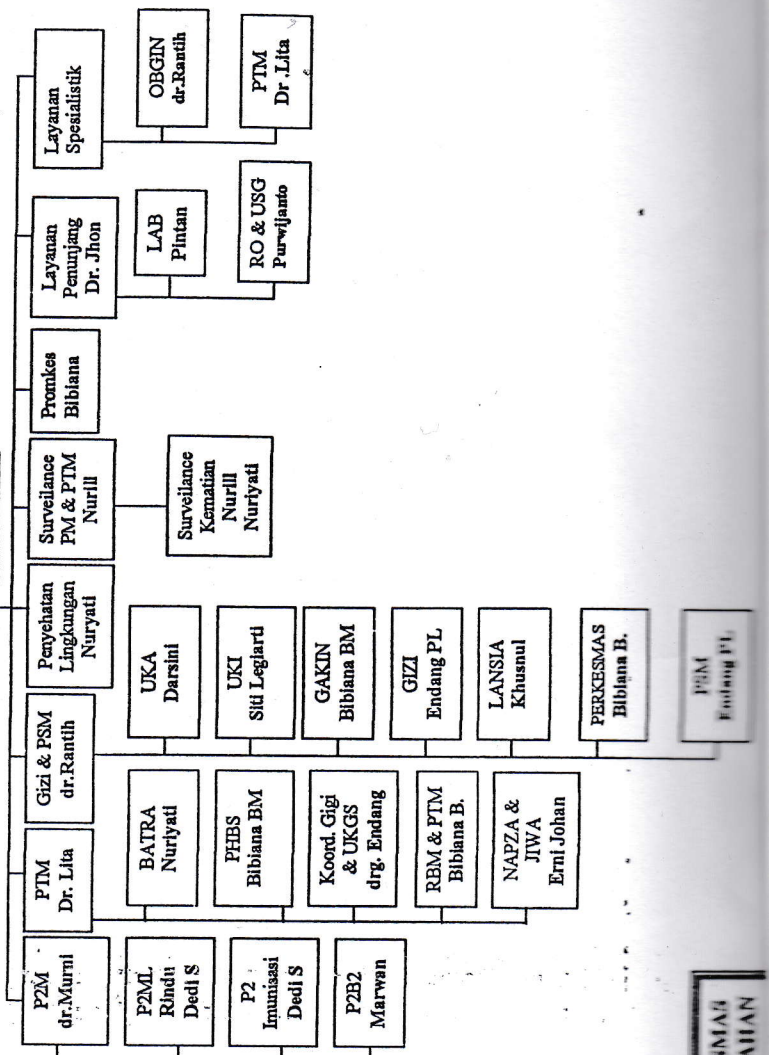 P2M
dr.Murni
P2ML
Rindu
Dedi S
P2
Imunisasi
Dedi S
P2B2
Marwan
PTM
Dr. Lita
BATRA
Nuriyati
PHBS
Bibiana BM
Koord. Gigi
& UKGS
drg. Endang
RBM & PTM
Bibiana B.
NAPZA &
JIWA
Erni Johan
Gizi & PSM
dr.Rantih
UKA
Darsini
UKI
Siti Legiarti
GAKIN
Bibiana BM
GIZI
Endang PL
LANSIA
Khusnul
PERKESMAS
Bibiana B.
PSM
Endang PL
Penyehatan
Lingkungan
Nuryati
Surveilance
PM & PTM
Nurill
Surveilance
Kematian
Nurill
Nuriyati
Promkes
Bibiana
Layanan
Penunjang
Dr. Jhon
LAB
Pintan
RO & USG
Purwijanto
Layanan
Spesialistik
OBGIN
dr.Rantih
PTM
Dr .Lita